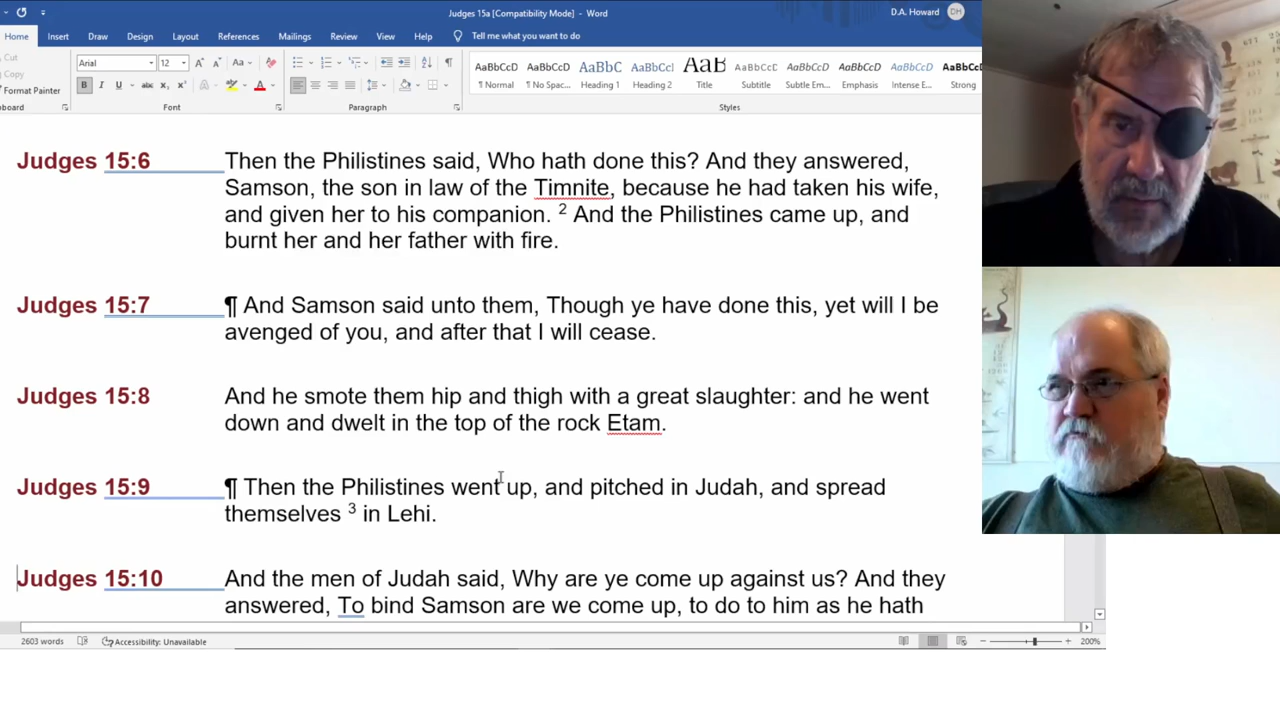 Judges 15a [Compatibility Mode] - Word
D.A. Howard
DH
Home Insert Draw Design Layout References Mailings Review View Help Tell me what you want to do
Cut
Copy
Format Painter
board
Arial 12
Font
Paragraph
AaBbCcD AaBbCcD AaBbC AaBbCcl AaB AaBbCcD AaBbCcD AaBbCcD AaBbCcD AaBbCcD
¶ Normal ¶ No Spac... Heading 1 Heading 2 Title Subtitle Subtle Em... Emphasis Intense E... Strong
Styles
Judges 15:6 Then the Philistines said, Who hath done this? And they answered,
Samson, the son in law of the Timnite, because he had taken his wife,
and given her to his companion. 2 And the Philistines came up, and
burnt her and her father with fire.
Judges 15:7 ¶ And Samson said unto them, Though ye have done this, yet will I be
avenged of you, and after that I will cease.
Judges 15:8 And he smote them hip and thigh with a great slaughter: and he went
down and dwelt in the top of the rock Etam.
Judges 15:9 ¶ Then the Philistines went up, and pitched in Judah, and spread
themselves 3 in Lehi.
Judges 15:10 And the men of Judah said, Why are ye come up against us? And they
answered, To bind Samson are we come up, to do to him as he hath
2603 words Accessibility: Unavailable 200%